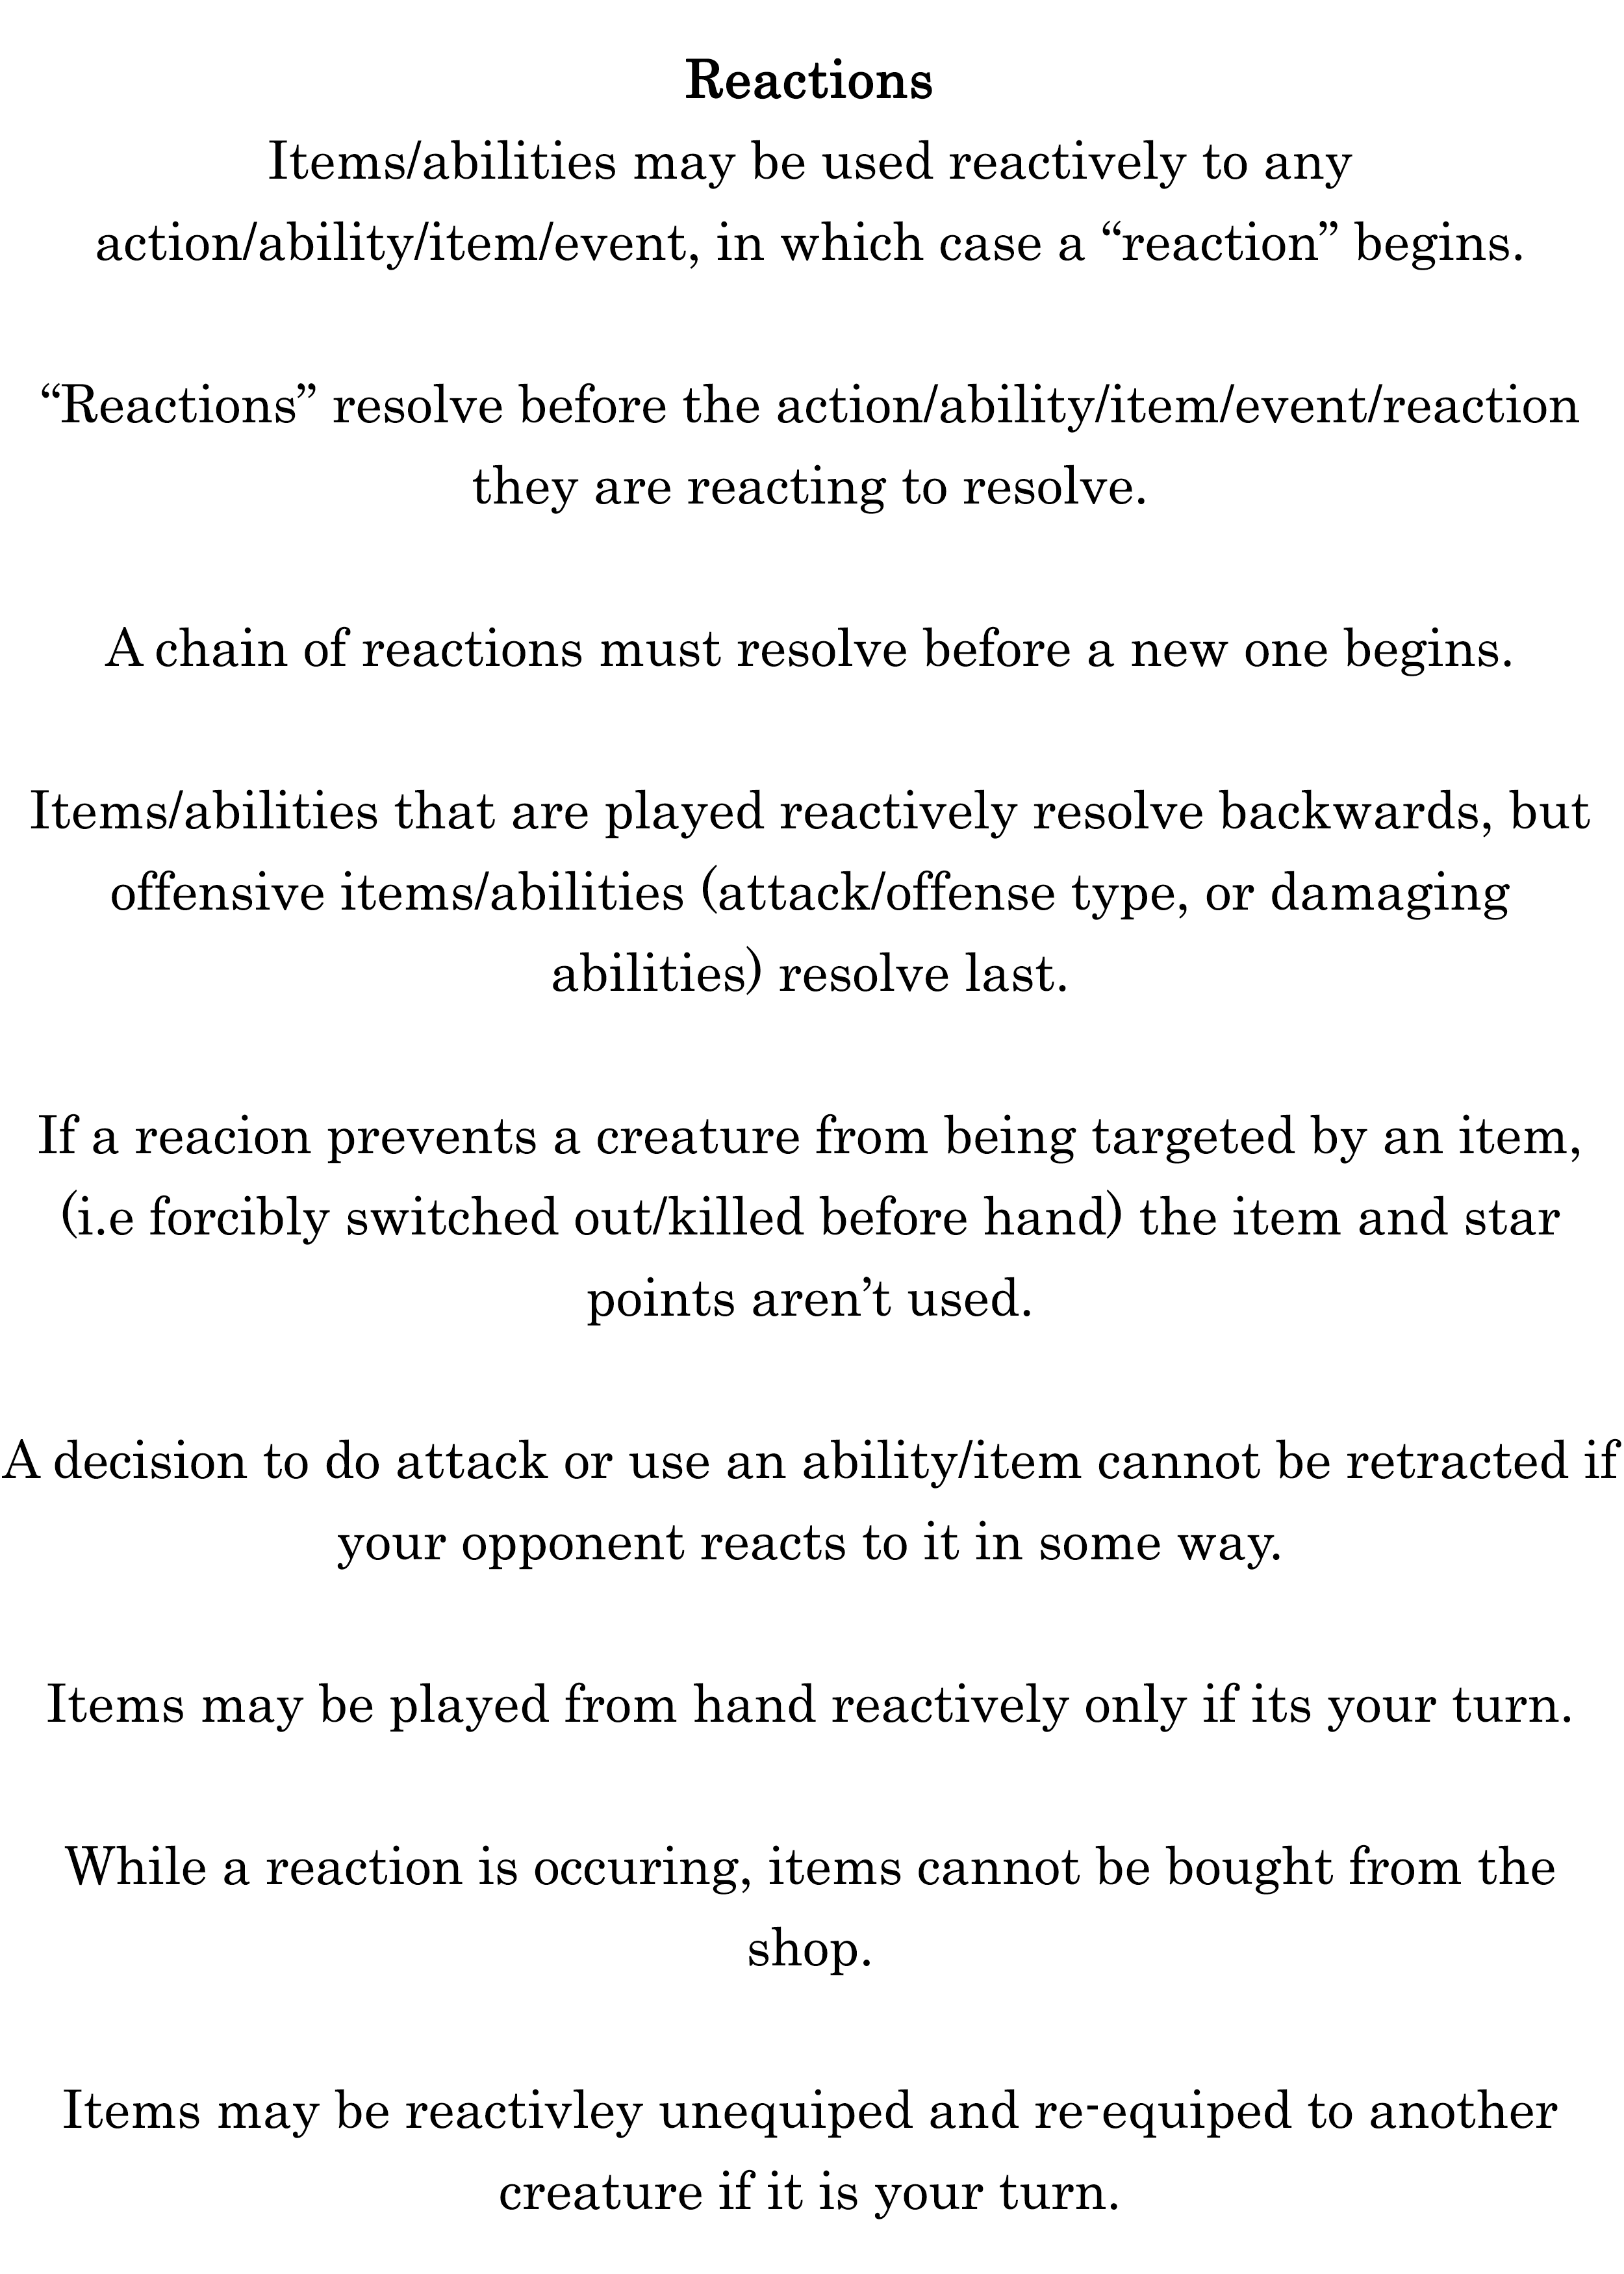 Reactions
Items/abilities may be used reactively to any
action/ability/item/event, in which case a “reaction” begins.
“Reactions” resolve before the action/ability/item/event/reaction
they are reacting to resolve.
A chain of reactions must resolve before a new one begins.
Items/abilities that are played reactively resolve backwards, but
offensive items/abilities (attack/offense type, or damaging
abilities) resolve last.
If a reacion prevents a creature from being targeted by an item,
(i.e forcibly switched out/killed before hand) the item and star
points aren’t used.
A decision to do attack or use an ability/item cannot be retracted if
your opponent reacts to it in some way.
Items may be played from hand reactively only if its your turn.
While a reaction is occuring, items cannot be bought from the
shop.
Items may be reactivley unequiped and re-equiped to another
creature if it is your turn.